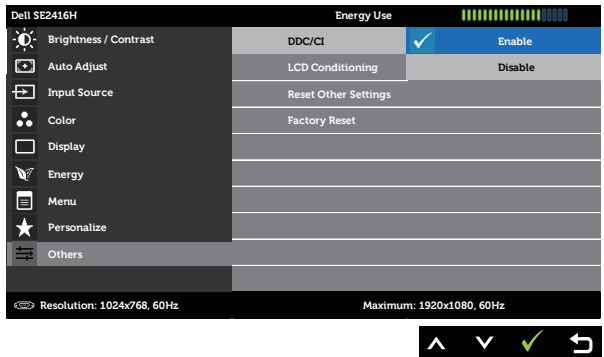 Dell SE2416H Energy Use
Brightness / Contrast DDC/CI Enable
Auto Adjust LCD Conditioning Disable
Input Source Reset Other Settings
Color Factory Reset
Display
Energy
Menu
Personalize
Others
Resolution: 1024x768, 60Hz Maximum: 1920x1080, 60Hz